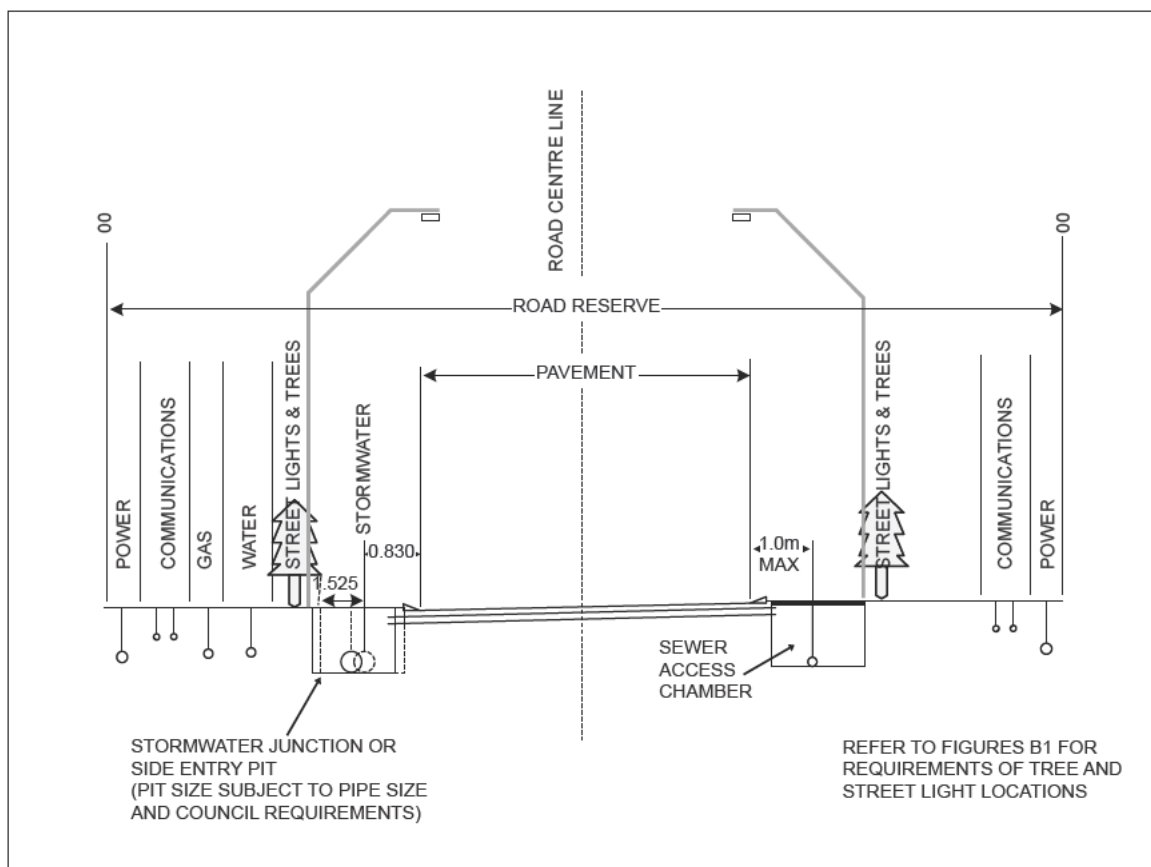 ROAD CENTRE LINE
00
00
ROAD RESERVE
PAVEMENT
POWER
COMMUNICATIONS
GAS
WATER
STREET LIGHTS & TREES
STORMWATER
0.830
1.525
1.0m
MAX
STREET LIGHTS & TREES
COMMUNICATIONS
POWER
SEWER
ACCESS
CHAMBER
STORMWATER JUNCTION OR
SIDE ENTRY PIT
(PIT SIZE SUBJECT TO PIPE SIZE
AND COUNCIL REQUIREMENTS)
REFER TO FIGURES B1 FOR
REQUIREMENTS OF TREE AND
STREET LIGHT LOCATIONS